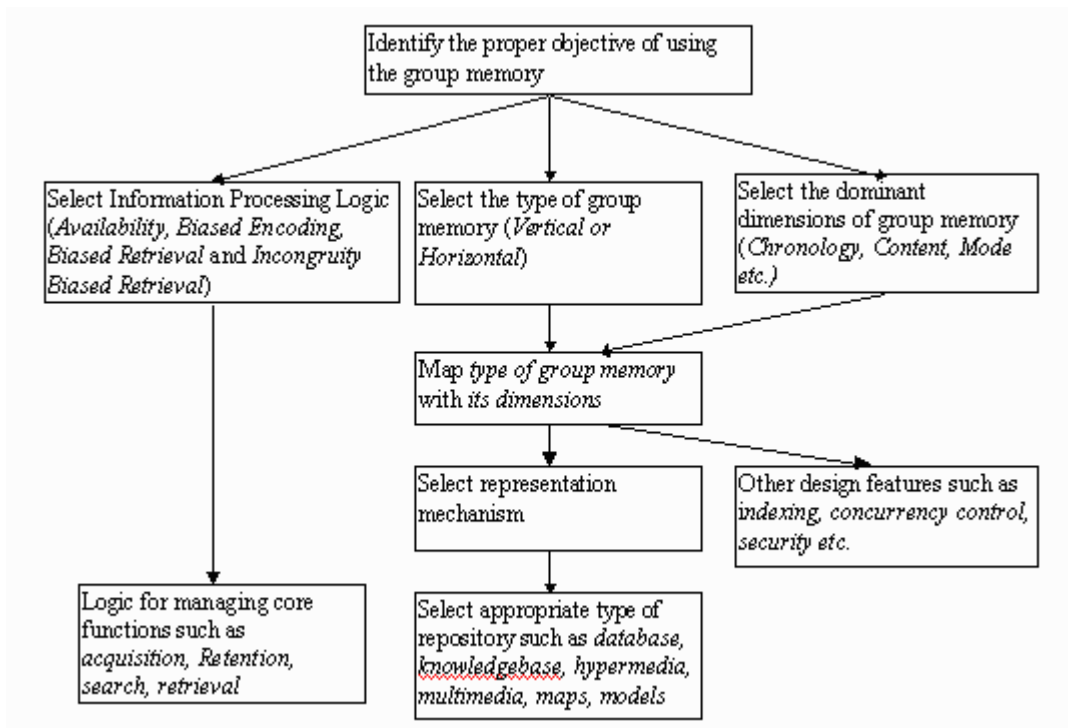 Identify the proper objective of using
the group memory
Select Information Processing Logic
(Availability, Biased Encoding,
Biased Retrieval and Incongruity
Biased Retrieval)
Select the type of group
memory (Vertical or
Horizontal)
Select the dominant
dimensions of group memory
(Chronology, Content, Mode
etc.)
Map type of group memory
with its dimensions
Select representation
mechanism
Other design features such as
indexing, concurrency control,
security etc.
Logic for managing core
functions such as
acquisition, Retention,
search, retrieval
Select appropriate type of
repository such as database,
knowledgebase, hypermedia,
multimedia, maps, models